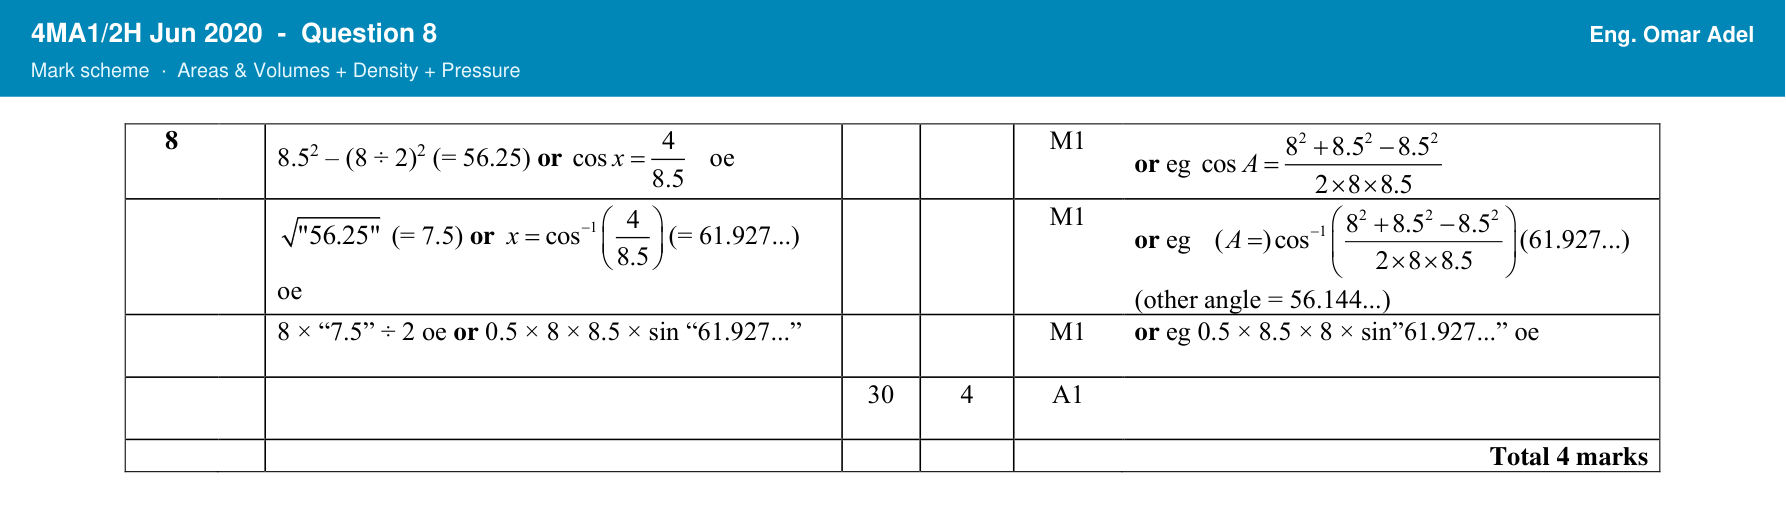 4MA1/2H Jun 2020 - Question 8
Eng. Omar Adel
Mark scheme · Areas & Volumes + Density + Pressure
8
8.5² – (8 ÷ 2)² (= 56.25) or cos x = 4/8.5 oe
M1
or eg cos A = (8² + 8.5² − 8.5²)/(2×8×8.5)
√"56.25" (= 7.5) or x = cos⁻¹(4/8.5) (= 61.927...)
oe
M1
or eg (A =) cos⁻¹((8² + 8.5² − 8.5²)/(2×8×8.5)) (61.927...)
(other angle = 56.144...)
8 × “7.5” ÷ 2 oe or 0.5 × 8 × 8.5 × sin “61.927...”
M1
or eg 0.5 × 8.5 × 8 × sin”61.927...” oe
30
4
A1
Total 4 marks